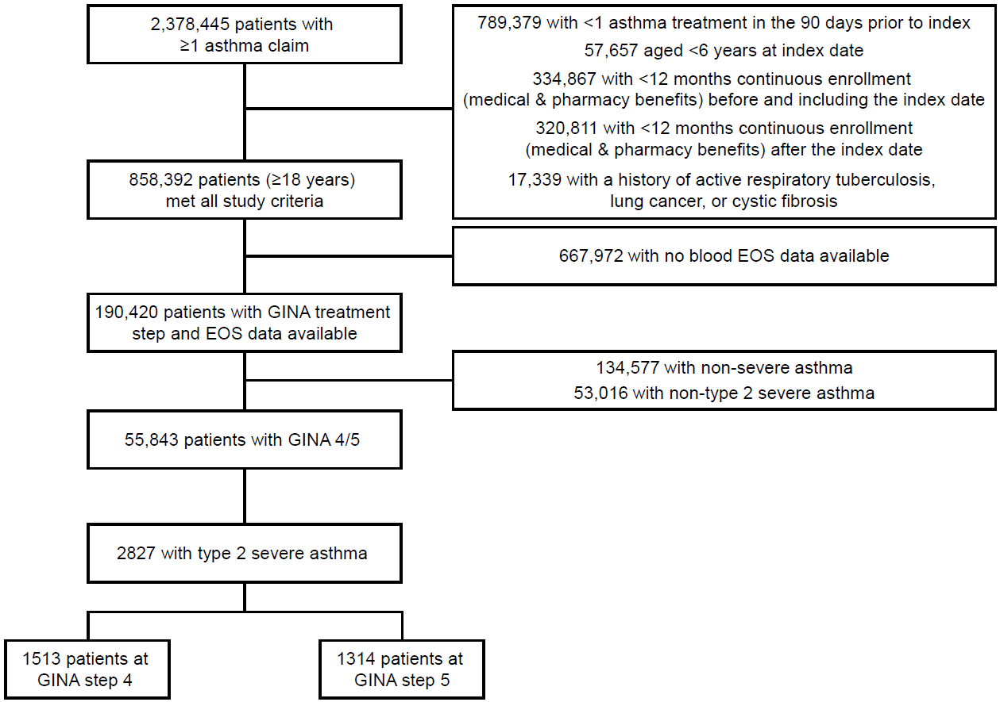 2,378,445 patients with
≥1 asthma claim
789,379 with <1 asthma treatment in the 90 days prior to index
57,657 aged <6 years at index date
334,867 with <12 months continuous enrollment
(medical & pharmacy benefits) before and including the index date
320,811 with <12 months continuous enrollment
(medical & pharmacy benefits) after the index date
17,339 with a history of active respiratory tuberculosis,
lung cancer, or cystic fibrosis
858,392 patients (≥18 years)
met all study criteria
667,972 with no blood EOS data available
190,420 patients with GINA treatment
step and EOS data available
134,577 with non-severe asthma
53,016 with non-type 2 severe asthma
55,843 patients with GINA 4/5
2827 with type 2 severe asthma
1513 patients at
GINA step 4
1314 patients at
GINA step 5